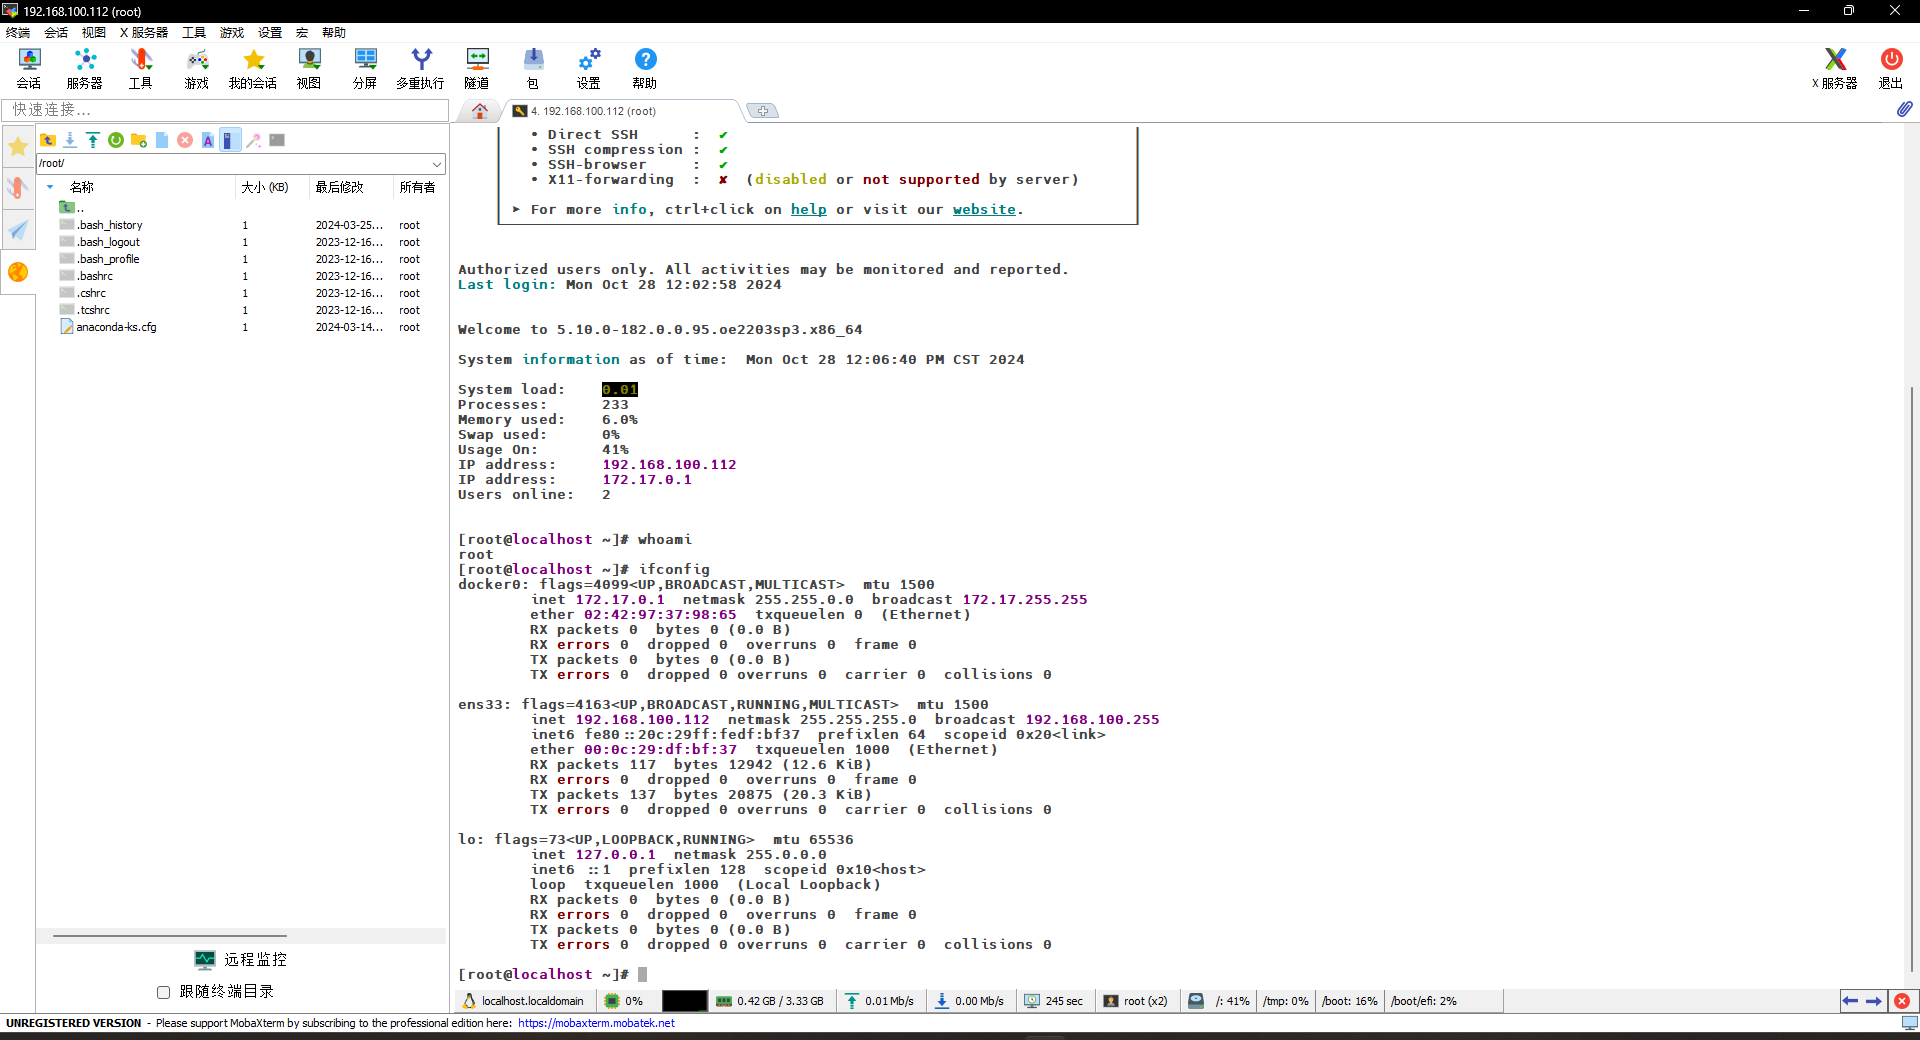 192.168.100.112 (root)
终端 会话 视图 X 服务器 工具 游戏 设置 宏 帮助
会话 服务器 工具 游戏 我的会话 视图 分屏 多重执行 隧道 包 设置 帮助 X 服务器 退出
快速连接...
4. 192.168.100.112 (root)
/root/
名称 大小 (KB) 最后修改 所有者
..
.bash_history 1 2024-03-25... root
.bash_logout 1 2023-12-16... root
.bash_profile 1 2023-12-16... root
.bashrc 1 2023-12-16... root
.cshrc 1 2023-12-16... root
.tcshrc 1 2023-12-16... root
anaconda-ks.cfg 1 2024-03-14... root
远程监控
跟随终端目录
• Direct SSH : ✔
• SSH compression : ✔
• SSH-browser : ✔
• X11-forwarding : ✘ (disabled or not supported by server)
➤ For more info, ctrl+click on help or visit our website.
Authorized users only. All activities may be monitored and reported.
Last login: Mon Oct 28 12:02:58 2024
Welcome to 5.10.0-182.0.0.95.oe2203sp3.x86_64
System information as of time: Mon Oct 28 12:06:40 PM CST 2024
System load: 0.01
Processes: 233
Memory used: 6.0%
Swap used: 0%
Usage On: 41%
IP address: 192.168.100.112
IP address: 172.17.0.1
Users online: 2
[root@localhost ~]# whoami
root
[root@localhost ~]# ifconfig
docker0: flags=4099<UP,BROADCAST,MULTICAST> mtu 1500
inet 172.17.0.1 netmask 255.255.0.0 broadcast 172.17.255.255
ether 02:42:97:37:98:65 txqueuelen 0 (Ethernet)
RX packets 0 bytes 0 (0.0 B)
RX errors 0 dropped 0 overruns 0 frame 0
TX packets 0 bytes 0 (0.0 B)
TX errors 0 dropped 0 overruns 0 carrier 0 collisions 0
ens33: flags=4163<UP,BROADCAST,RUNNING,MULTICAST> mtu 1500
inet 192.168.100.112 netmask 255.255.255.0 broadcast 192.168.100.255
inet6 fe80::20c:29ff:fedf:bf37 prefixlen 64 scopeid 0x20<link>
ether 00:0c:29:df:bf:37 txqueuelen 1000 (Ethernet)
RX packets 117 bytes 12942 (12.6 KiB)
RX errors 0 dropped 0 overruns 0 frame 0
TX packets 137 bytes 20875 (20.3 KiB)
TX errors 0 dropped 0 overruns 0 carrier 0 collisions 0
lo: flags=73<UP,LOOPBACK,RUNNING> mtu 65536
inet 127.0.0.1 netmask 255.0.0.0
inet6 ::1 prefixlen 128 scopeid 0x10<host>
loop txqueuelen 1000 (Local Loopback)
RX packets 0 bytes 0 (0.0 B)
RX errors 0 dropped 0 overruns 0 frame 0
TX packets 0 bytes 0 (0.0 B)
TX errors 0 dropped 0 overruns 0 carrier 0 collisions 0
[root@localhost ~]#
localhost.localdomain 0% 0.42 GB / 3.33 GB 0.01 Mb/s 0.00 Mb/s 245 sec root (x2) /: 41% /tmp: 0% /boot: 16% /boot/efi: 2%
UNREGISTERED VERSION - Please support MobaXterm by subscribing to the professional edition here: https://mobaxterm.mobatek.net